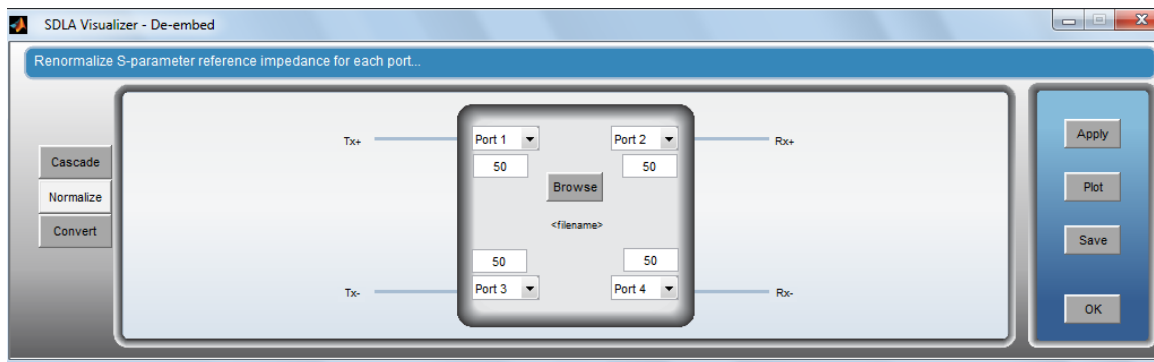 SDLA Visualizer - De-embed
Renormalize S-parameter reference impedance for each port...
Cascade
Normalize
Convert
Tx+
Port 1
Port 2
Rx+
50
50
Browse
<filename>
50
50
Tx-
Port 3
Port 4
Rx-
Apply
Plot
Save
OK